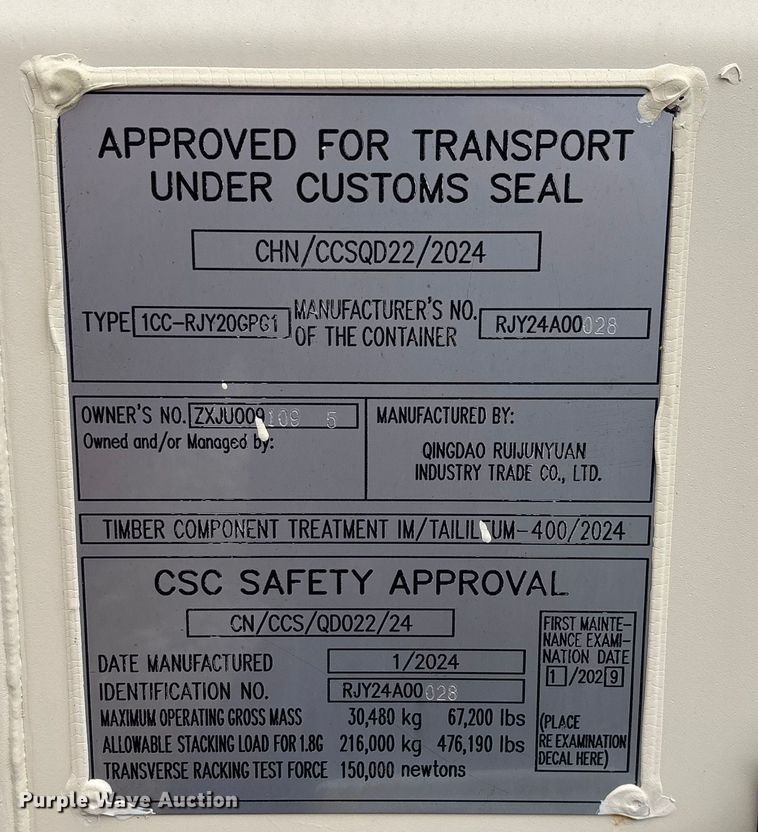 APPROVED FOR TRANSPORT
UNDER CUSTOMS SEAL
CHN/CCSQD22/2024
TYPE 1CC-RJY20GPG1 MANUFACTURER'S NO.
OF THE CONTAINER RJY24A00028
OWNER'S NO. ZXJU009109 5
Owned and/or Managed by:
MANUFACTURED BY:
QINGDAO RUIJUNYUAN
INDUSTRY TRADE CO., LTD.
TIMBER COMPONENT TREATMENT IM/ -400/2024
CSC SAFETY APPROVAL
CN/CCS/QD022/24
DATE MANUFACTURED 1/2024
IDENTIFICATION NO. RJY24A00028
MAXIMUM OPERATING GROSS MASS 30,480 kg 67,200 lbs
ALLOWABLE STACKING LOAD FOR 1.8G 216,000 kg 476,190 lbs
TRANSVERSE RACKING TEST FORCE 150,000 newtons
FIRST MAINTE-
NANCE EXAMI-
NATION DATE
1/2029
(PLACE
RE EXAMINATION
DECAL HERE)
Purple Wave Auction